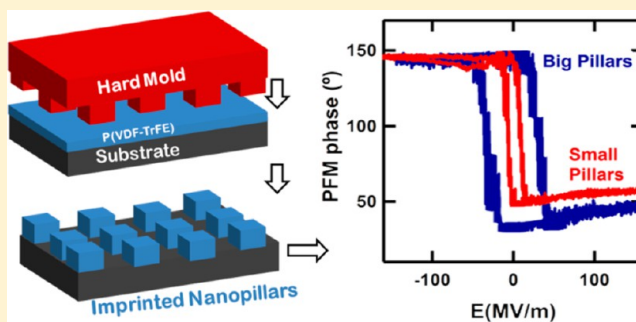 Hard Mold
P(VDF-TrFE)
Substrate
Imprinted Nanopillars
PFM phase (º)
150
100
50
Big Pillars
Small
Pillars
-100
0
100
E(MV/m)